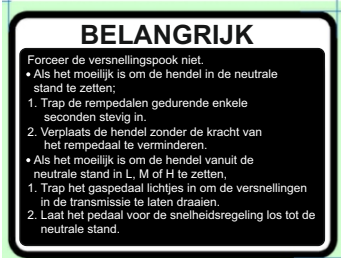 BELANGRIJK
Forceer de versnellingspook niet.
• Als het moeilijk is om de hendel in de neutrale
stand te zetten;
1. Trap de rempedalen gedurende enkele
seconden stevig in.
2. Verplaats de hendel zonder de kracht van
het rempedaal te verminderen.
• Als het moeilijk is om de hendel vanuit de
neutrale stand in L, M of H te zetten,
1. Trap het gaspedaal lichtjes in om de versnellingen
in de transmissie te laten draaien.
2. Laat het pedaal voor de snelheidsregeling los tot de
neutrale stand.